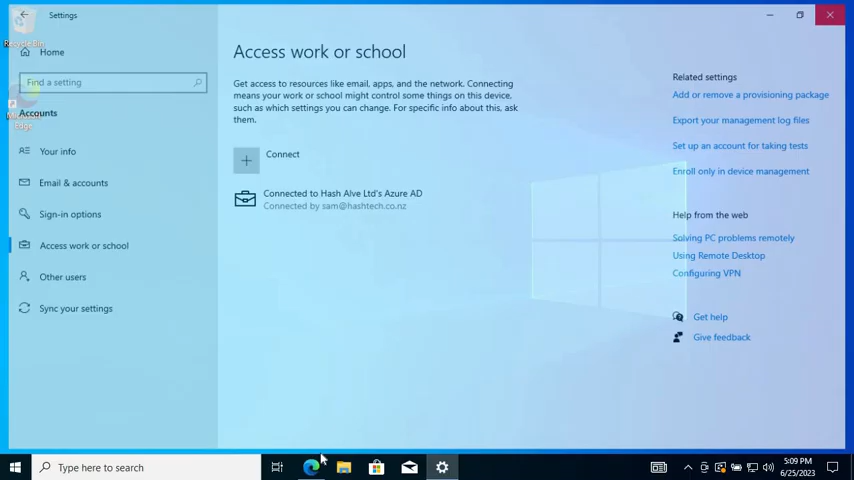 Settings
Recycle Bin
Home
Find a setting
Microsoft
Edge
Accounts
Your info
Email & accounts
Sign-in options
Access work or school
Other users
Sync your settings
Access work or school
Get access to resources like email, apps, and the network. Connecting
means your work or school might control some things on this device,
such as which settings you can change. For specific info about this, ask
them.
Connect
Connected to Hash Alve Ltd's Azure AD
Connected by sam@hashtech.co.nz
Related settings
Add or remove a provisioning package
Export your management log files
Set up an account for taking tests
Enroll only in device management
Help from the web
Solving PC problems remotely
Using Remote Desktop
Configuring VPN
Get help
Give feedback
Type here to search
5:09 PM
6/25/2023